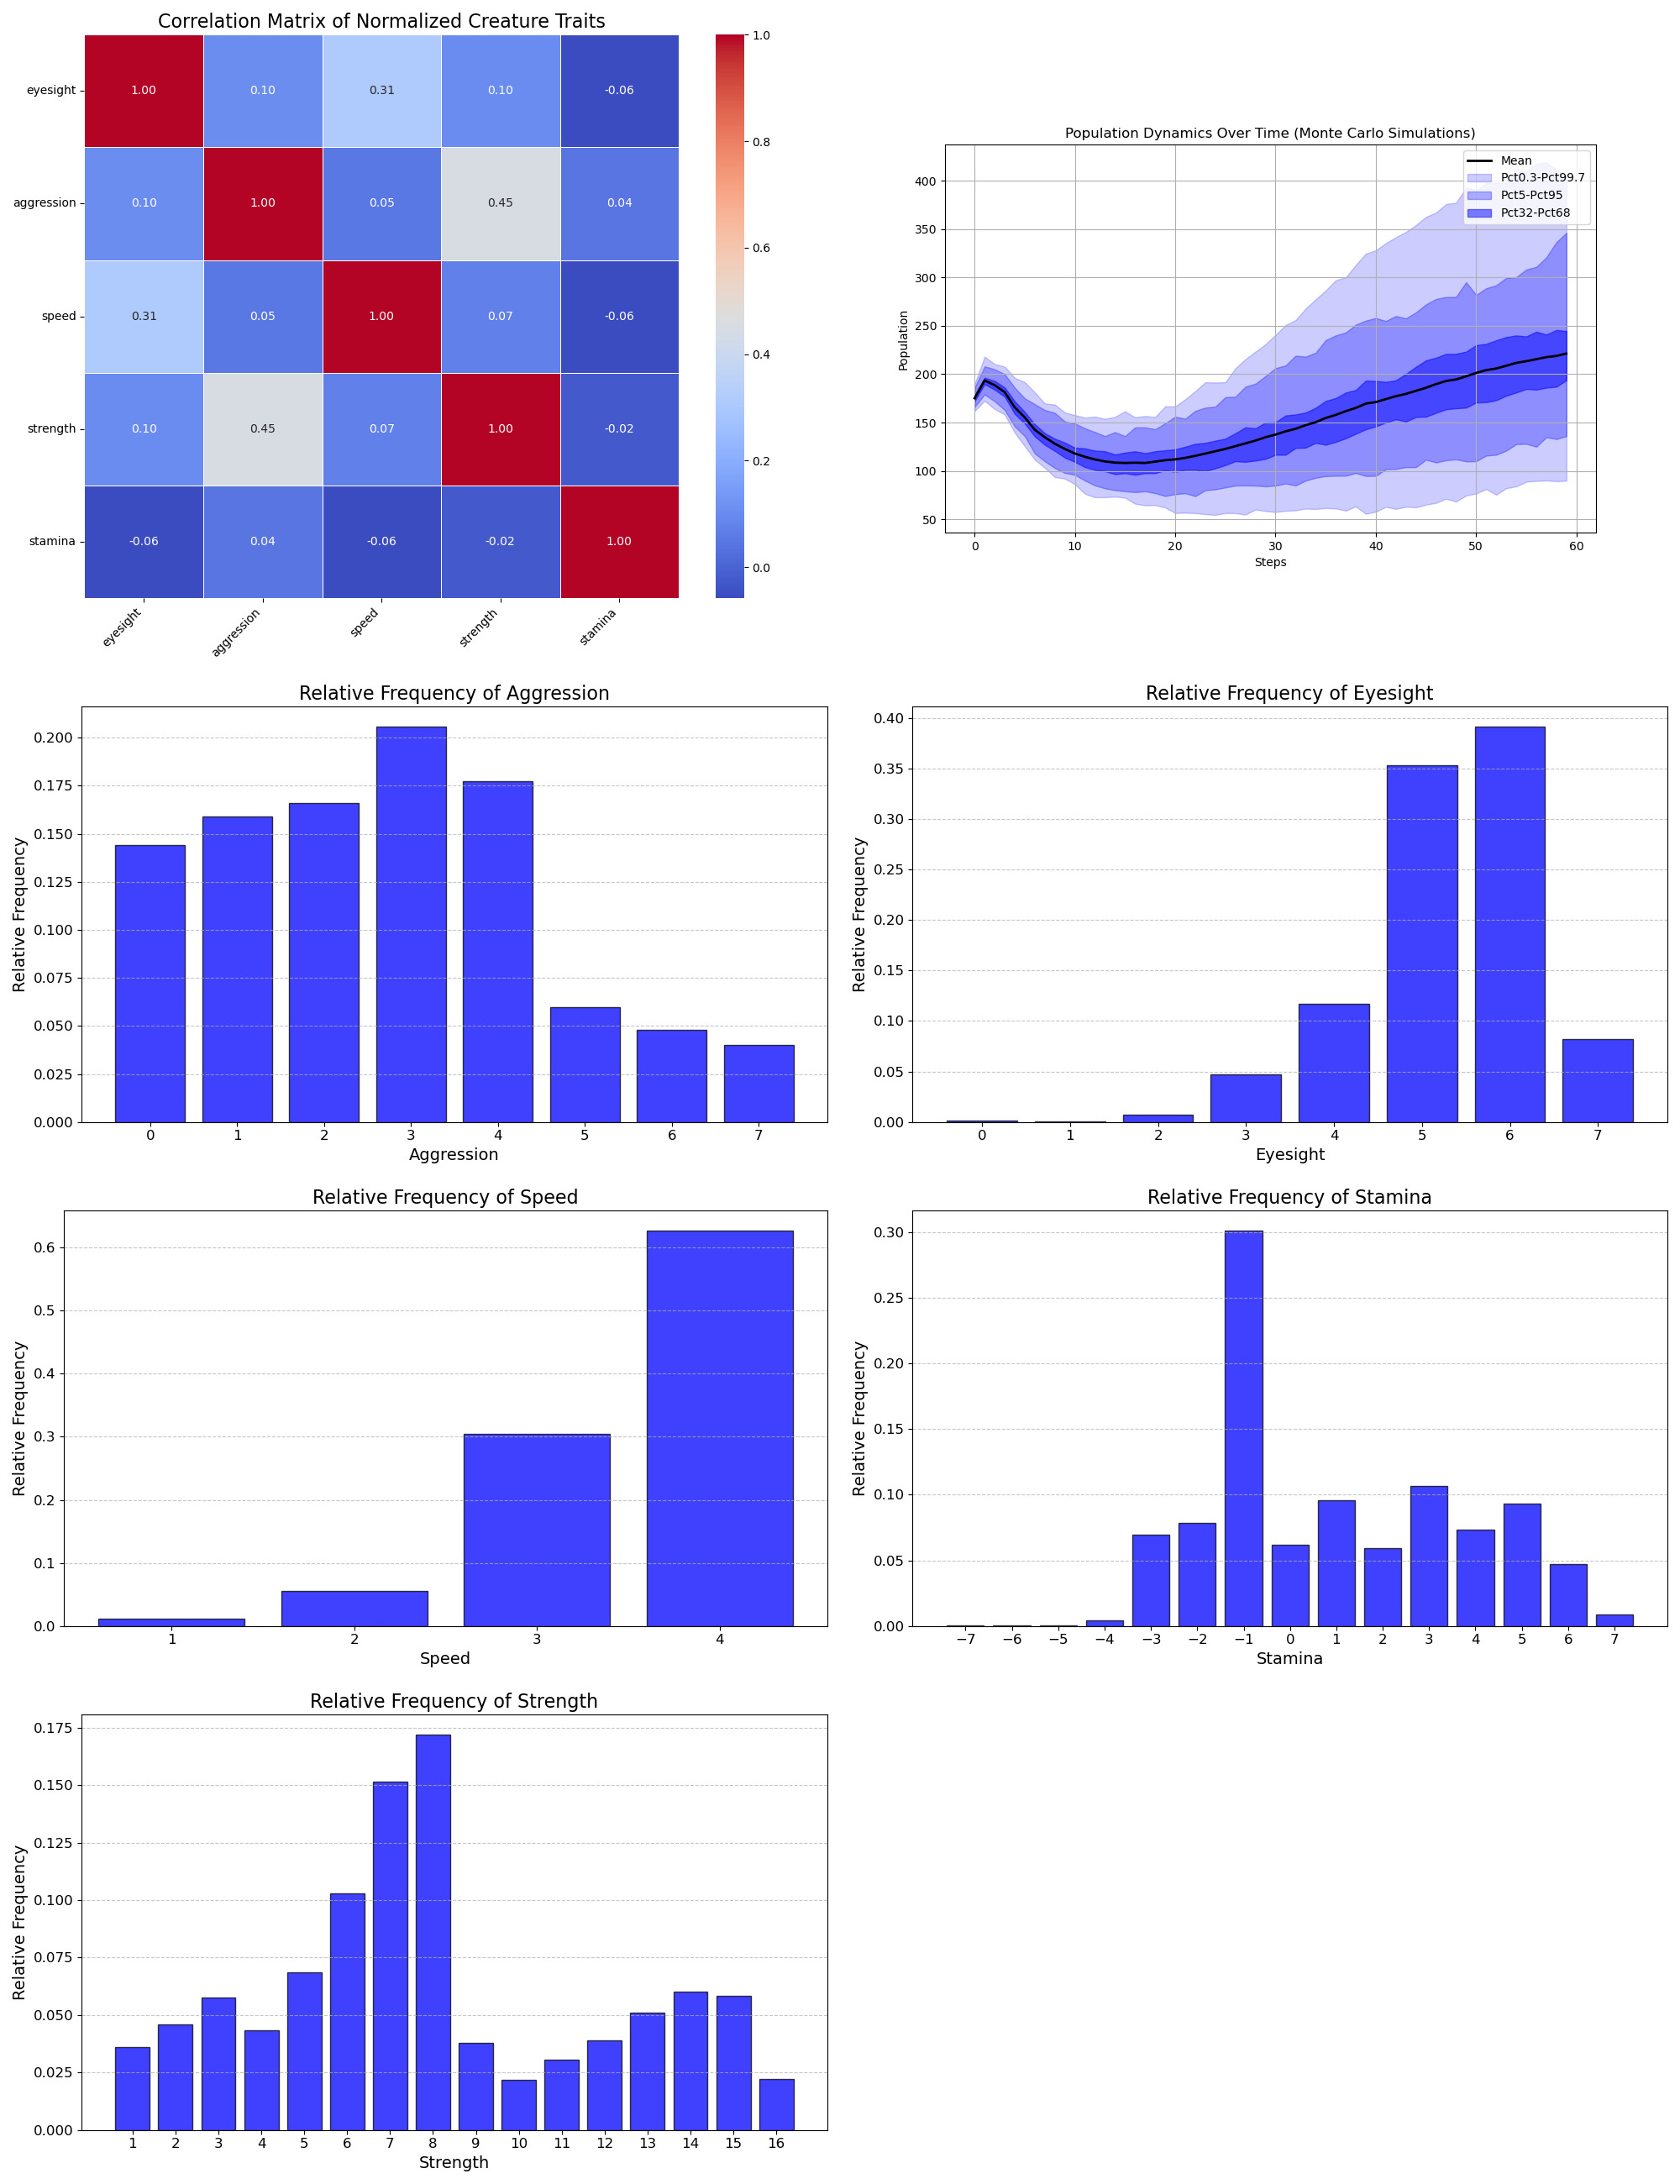 Correlation Matrix of Normalized Creature Traits
eyesight
aggression
speed
strength
stamina
1.00 0.10 0.31 0.10 -0.06
0.10 1.00 0.05 0.45 0.04
0.31 0.05 1.00 0.07 -0.06
0.10 0.45 0.07 1.00 -0.02
-0.06 0.04 -0.06 -0.02 1.00
eyesight aggression speed strength stamina
1.0
0.8
0.6
0.4
0.2
0.0
Population Dynamics Over Time (Monte Carlo Simulations)
Mean
Pct0.3-Pct99.7
Pct5-Pct95
Pct32-Pct68
Population
400
350
300
250
200
150
100
50
0 10 20 30 40 50 60
Steps
Relative Frequency of Aggression
Relative Frequency
0.200
0.175
0.150
0.125
0.100
0.075
0.050
0.025
0.000
0 1 2 3 4 5 6 7
Aggression
Relative Frequency of Eyesight
Relative Frequency
0.40
0.35
0.30
0.25
0.20
0.15
0.10
0.05
0.00
0 1 2 3 4 5 6 7
Eyesight
Relative Frequency of Speed
Relative Frequency
0.6
0.5
0.4
0.3
0.2
0.1
0.0
1 2 3 4
Speed
Relative Frequency of Stamina
Relative Frequency
0.30
0.25
0.20
0.15
0.10
0.05
0.00
−7 −6 −5 −4 −3 −2 −1 0 1 2 3 4 5 6 7
Stamina
Relative Frequency of Strength
Relative Frequency
0.175
0.150
0.125
0.100
0.075
0.050
0.025
0.000
1 2 3 4 5 6 7 8 9 10 11 12 13 14 15 16
Strength